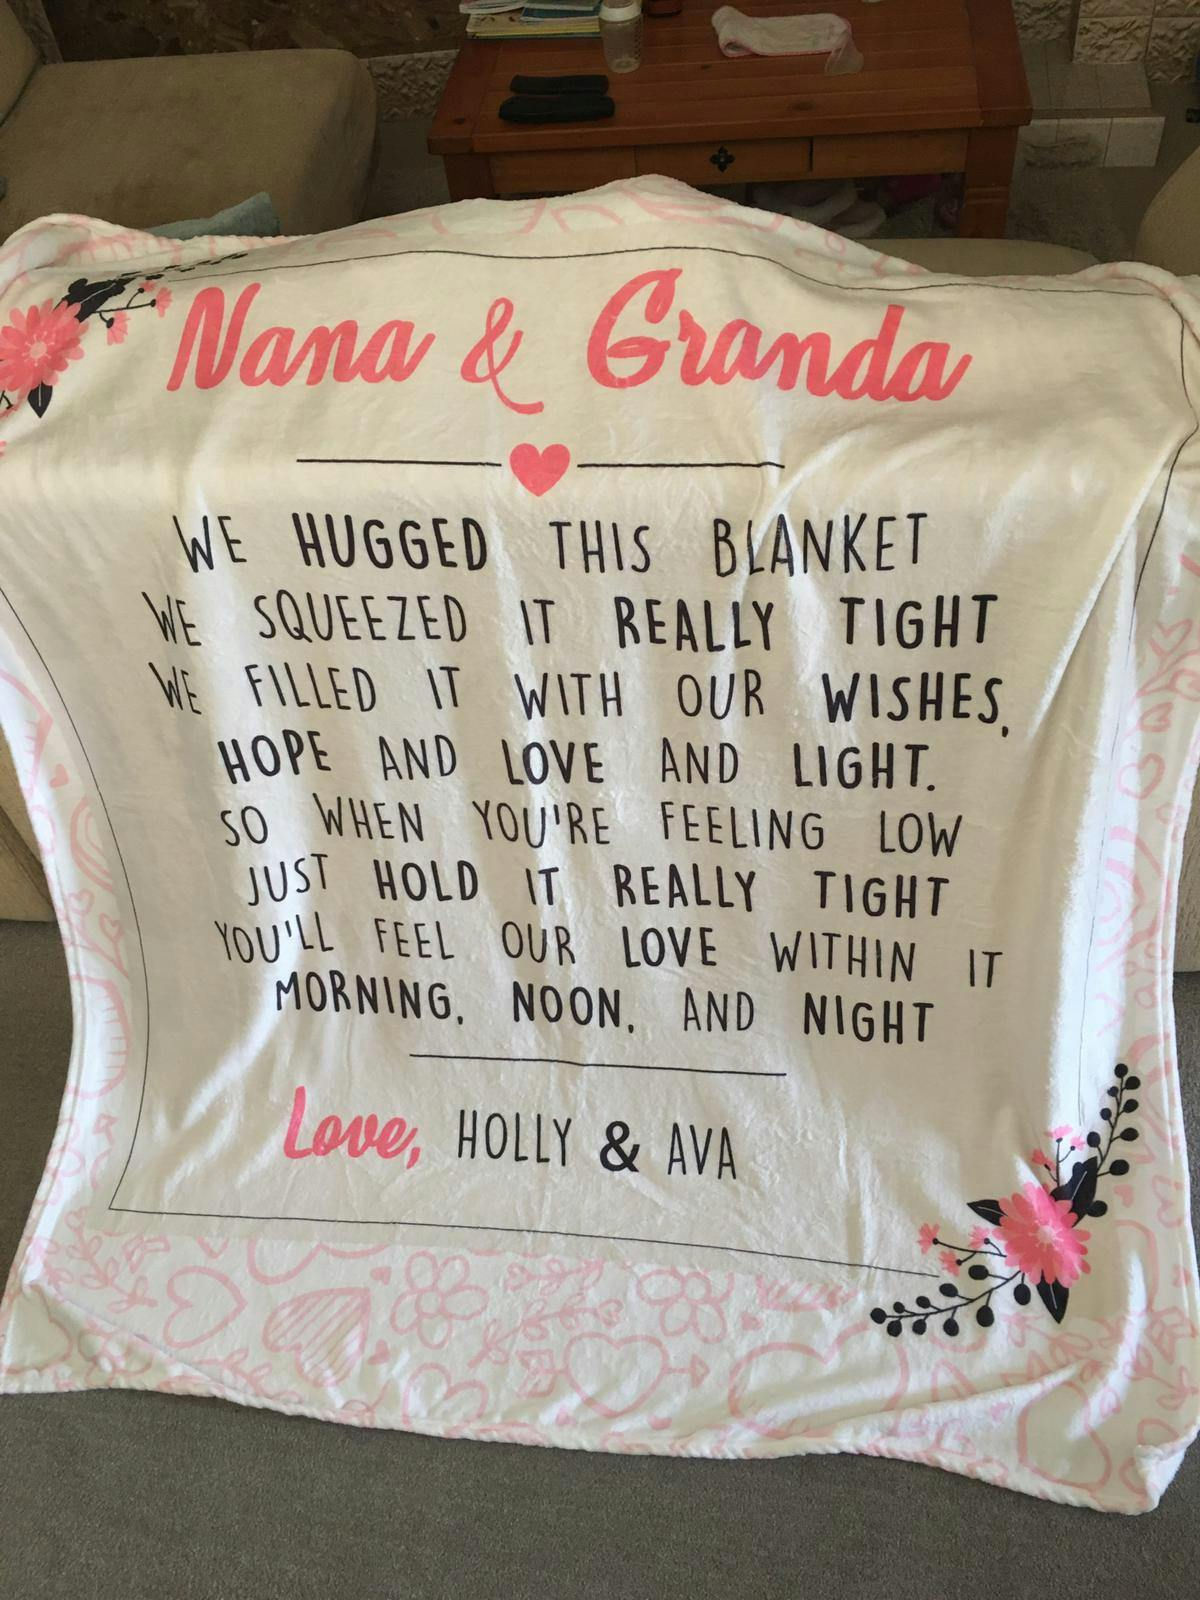 Nana & Granda
WE HUGGED THIS BLANKET
WE SQUEEZED IT REALLY TIGHT
WE FILLED IT WITH OUR WISHES,
HOPE AND LOVE AND LIGHT.
SO WHEN YOU'RE FEELING LOW
JUST HOLD IT REALLY TIGHT
YOU'LL FEEL OUR LOVE WITHIN IT
MORNING, NOON, AND NIGHT
Love, HOLLY & AVA